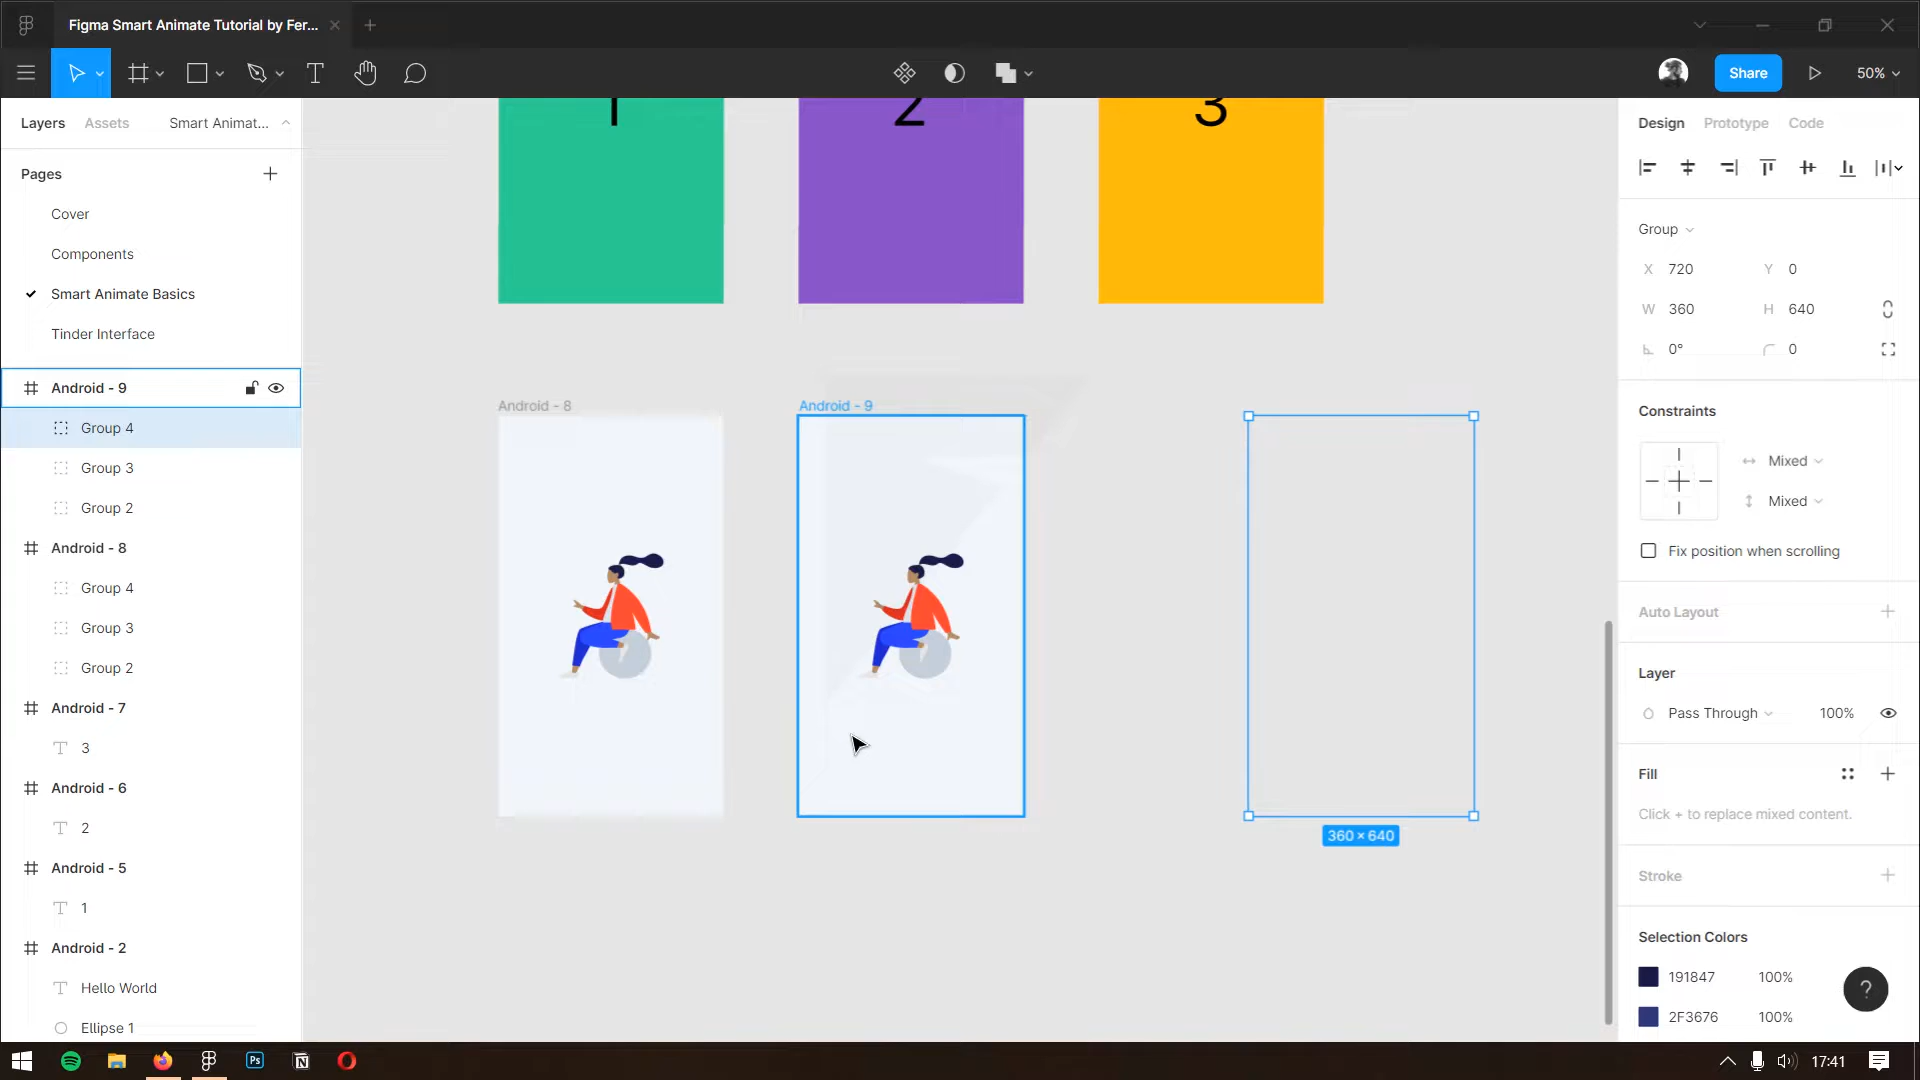 Figma Smart Animate Tutorial by Fer...
Share
50%
Layers
Assets
Smart Animat...
Pages
Cover
Components
Smart Animate Basics
Tinder Interface
Android - 9
Group 4
Group 3
Group 2
Android - 8
Group 4
Group 3
Group 2
Android - 7
3
Android - 6
2
Android - 5
1
Android - 2
Hello World
Ellipse 1
1
2
3
Android - 8
Android - 9
360 × 640
Design
Prototype
Code
Group
X 720
Y 0
W 360
H 640
0°
0
Constraints
Mixed
Mixed
Fix position when scrolling
Auto Layout
Layer
Pass Through
100%
Fill
Click + to replace mixed content.
Stroke
Selection Colors
191847 100%
2F3676 100%
?
Ps
N
17:41